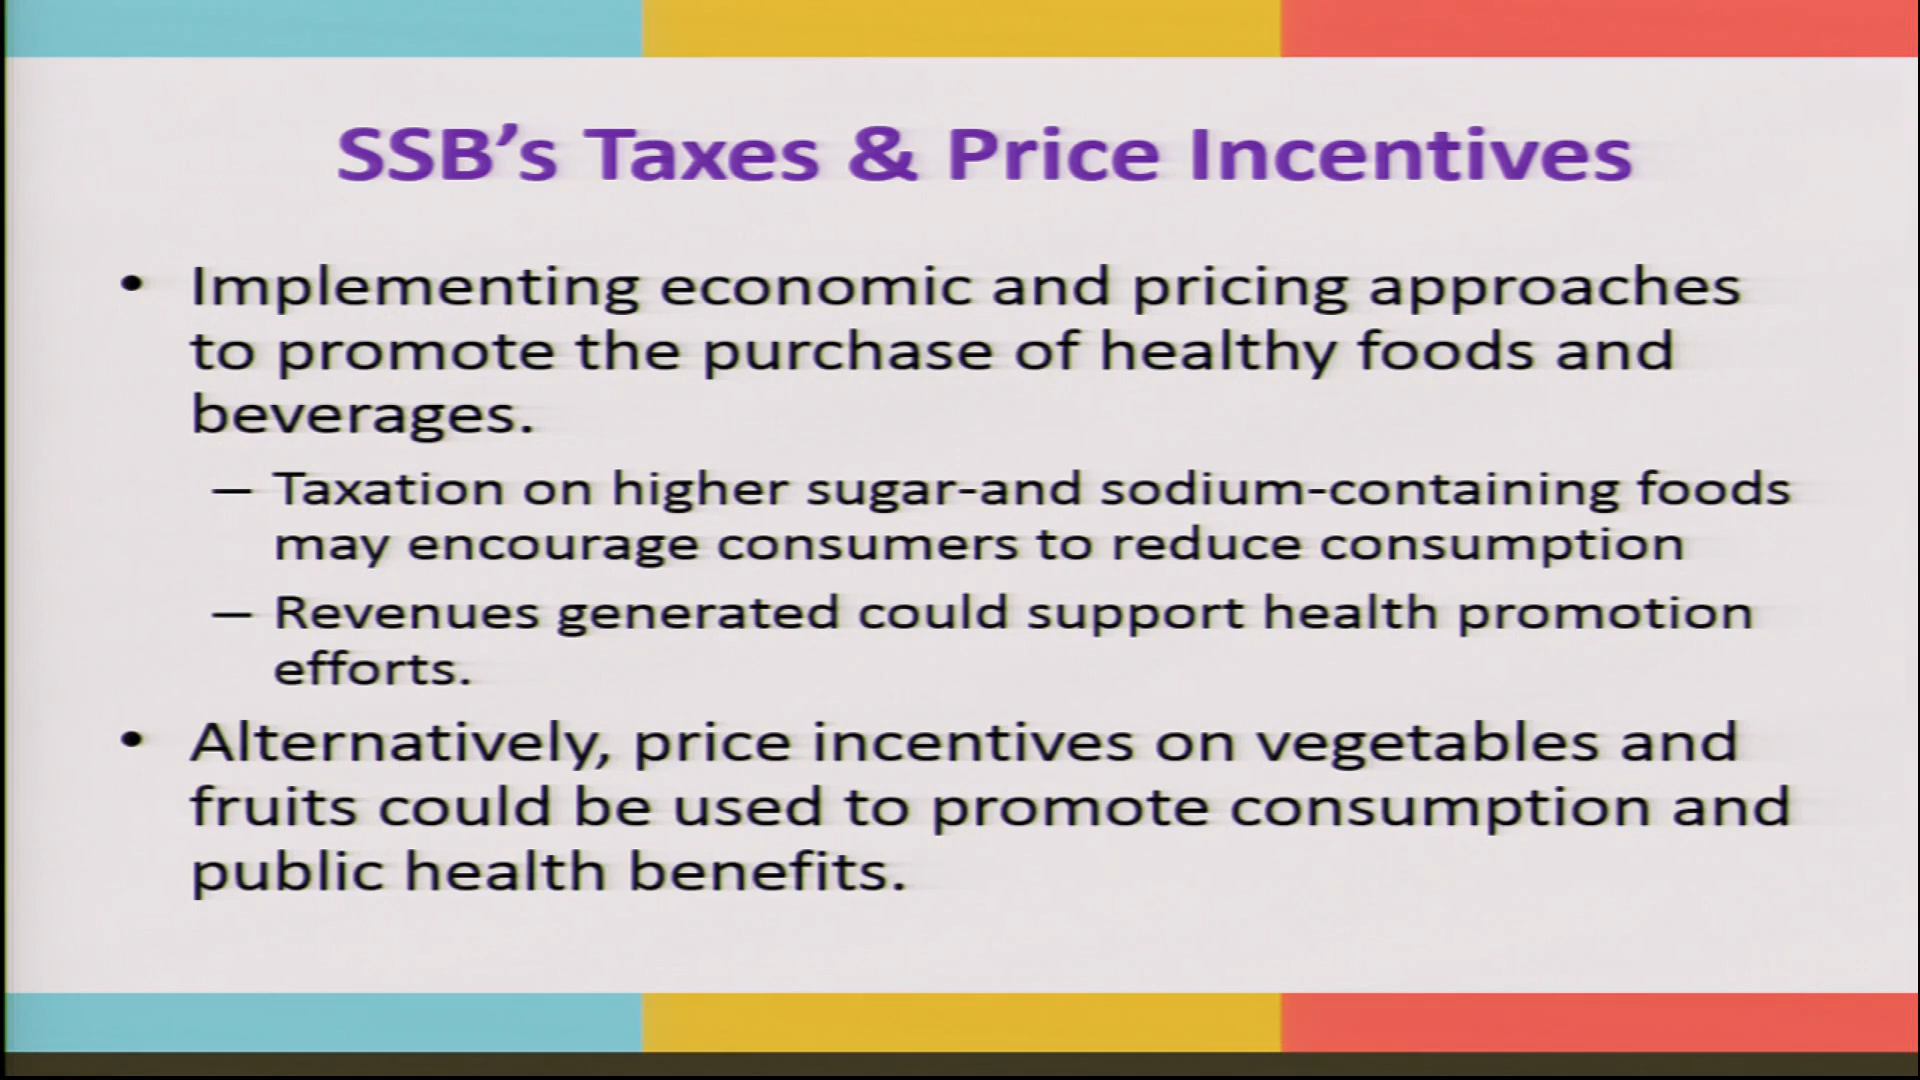 SSB’s Taxes & Price Incentives
• Implementing economic and pricing approaches
to promote the purchase of healthy foods and
beverages.
– Taxation on higher sugar-and sodium-containing foods
may encourage consumers to reduce consumption
– Revenues generated could support health promotion
efforts.
• Alternatively, price incentives on vegetables and
fruits could be used to promote consumption and
public health benefits.